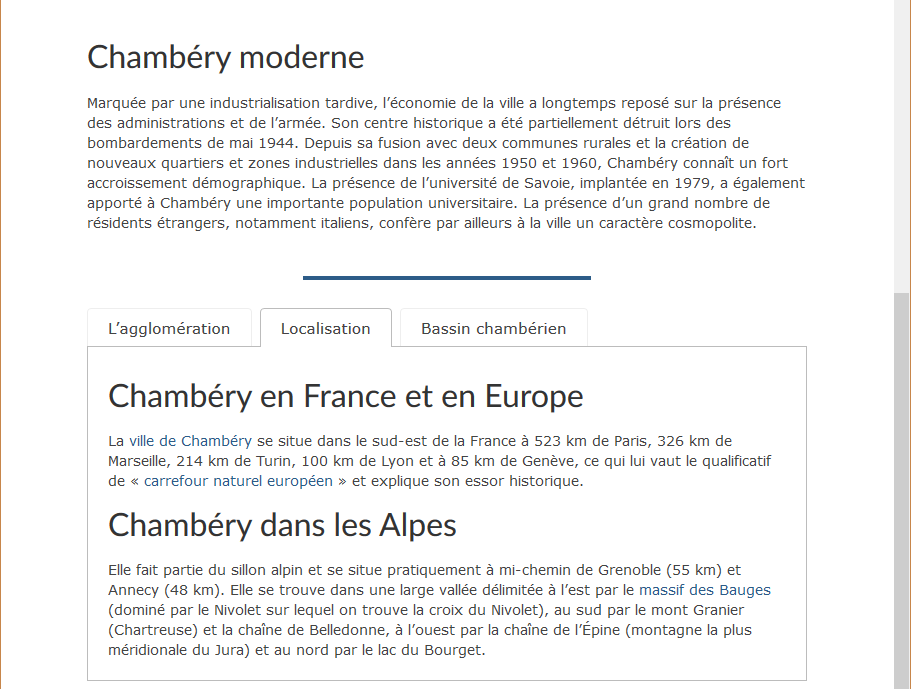 Chambéry moderne
Marquée par une industrialisation tardive, l’économie de la ville a longtemps reposé sur la présence
des administrations et de l’armée. Son centre historique a été partiellement détruit lors des
bombardements de mai 1944. Depuis sa fusion avec deux communes rurales et la création de
nouveaux quartiers et zones industrielles dans les années 1950 et 1960, Chambéry connaît un fort
accroissement démographique. La présence de l’université de Savoie, implantée en 1979, a également
apporté à Chambéry une importante population universitaire. La présence d’un grand nombre de
résidents étrangers, notamment italiens, confère par ailleurs à la ville un caractère cosmopolite.
L’agglomération Localisation Bassin chambérien
Chambéry en France et en Europe
La ville de Chambéry se situe dans le sud-est de la France à 523 km de Paris, 326 km de
Marseille, 214 km de Turin, 100 km de Lyon et à 85 km de Genève, ce qui lui vaut le qualificatif
de « carrefour naturel européen » et explique son essor historique.
Chambéry dans les Alpes
Elle fait partie du sillon alpin et se situe pratiquement à mi-chemin de Grenoble (55 km) et
Annecy (48 km). Elle se trouve dans une large vallée délimitée à l’est par le massif des Bauges
(dominé par le Nivolet sur lequel on trouve la croix du Nivolet), au sud par le mont Granier
(Chartreuse) et la chaîne de Belledonne, à l’ouest par la chaîne de l’Épine (montagne la plus
méridionale du Jura) et au nord par le lac du Bourget.